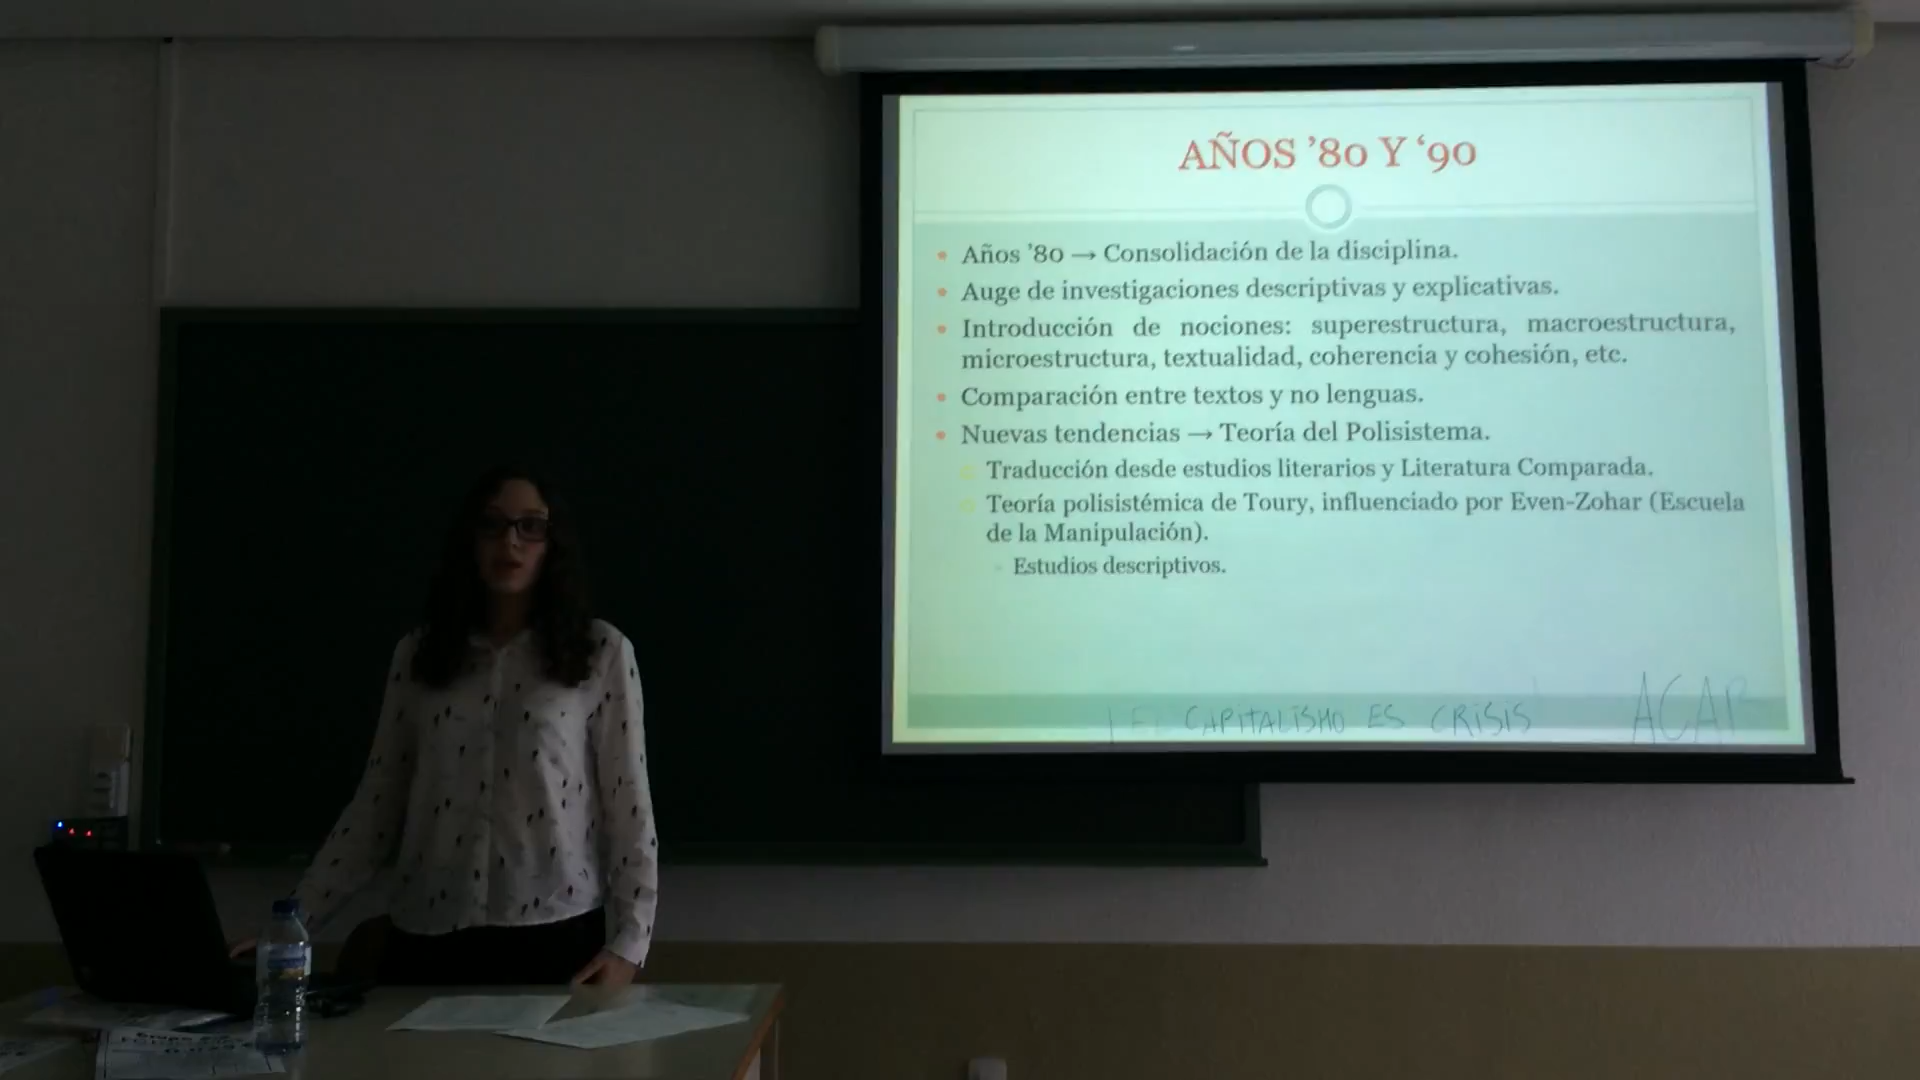 AÑOS ’80 Y ‘90
• Años ’80 → Consolidación de la disciplina.
• Auge de investigaciones descriptivas y explicativas.
• Introducción de nociones: superestructura, macroestructura,
microestructura, textualidad, coherencia y cohesión, etc.
• Comparación entre textos y no lenguas.
• Nuevas tendencias → Teoría del Polisistema.
Traducción desde estudios literarios y Literatura Comparada.
Teoría polisistémica de Toury, influenciado por Even-Zohar (Escuela
de la Manipulación).
Estudios descriptivos.
¡EL CAPITALISMO ES CRISIS!